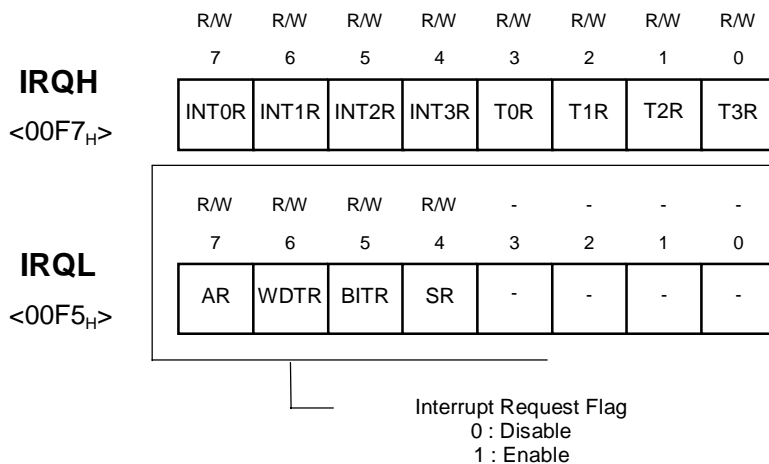 R/W R/W R/W R/W R/W R/W R/W R/W
7 6 5 4 3 2 1 0
IRQH
<00F7H>
INT0R INT1R INT2R INT3R T0R T1R T2R T3R
R/W R/W R/W R/W - - - -
7 6 5 4 3 2 1 0
IRQL
<00F5H>
AR WDTR BITR SR - - - -
Interrupt Request Flag
0 : Disable
1 : Enable